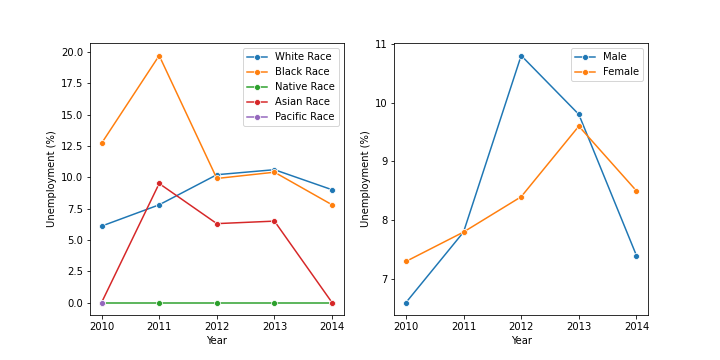 Unemployment (%)
20.0
17.5
15.0
12.5
10.0
7.5
5.0
2.5
0.0
White Race
Black Race
Native Race
Asian Race
Pacific Race
2010 2011 2012 2013 2014
Year
Unemployment (%)
11
10
9
8
7
Male
Female
2010 2011 2012 2013 2014
Year